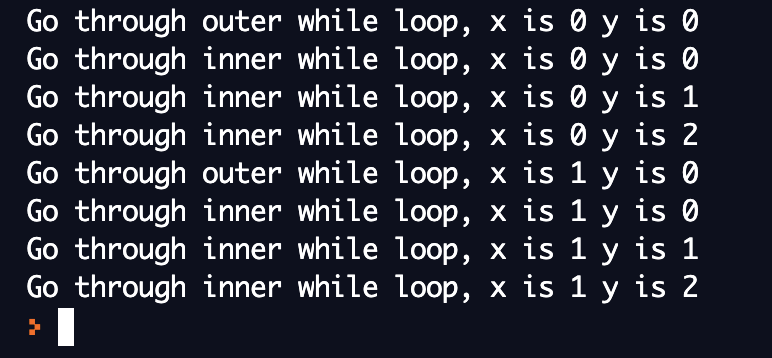 Go through outer while loop, x is 0 y is 0
Go through inner while loop, x is 0 y is 0
Go through inner while loop, x is 0 y is 1
Go through inner while loop, x is 0 y is 2
Go through outer while loop, x is 1 y is 0
Go through inner while loop, x is 1 y is 0
Go through inner while loop, x is 1 y is 1
Go through inner while loop, x is 1 y is 2
>